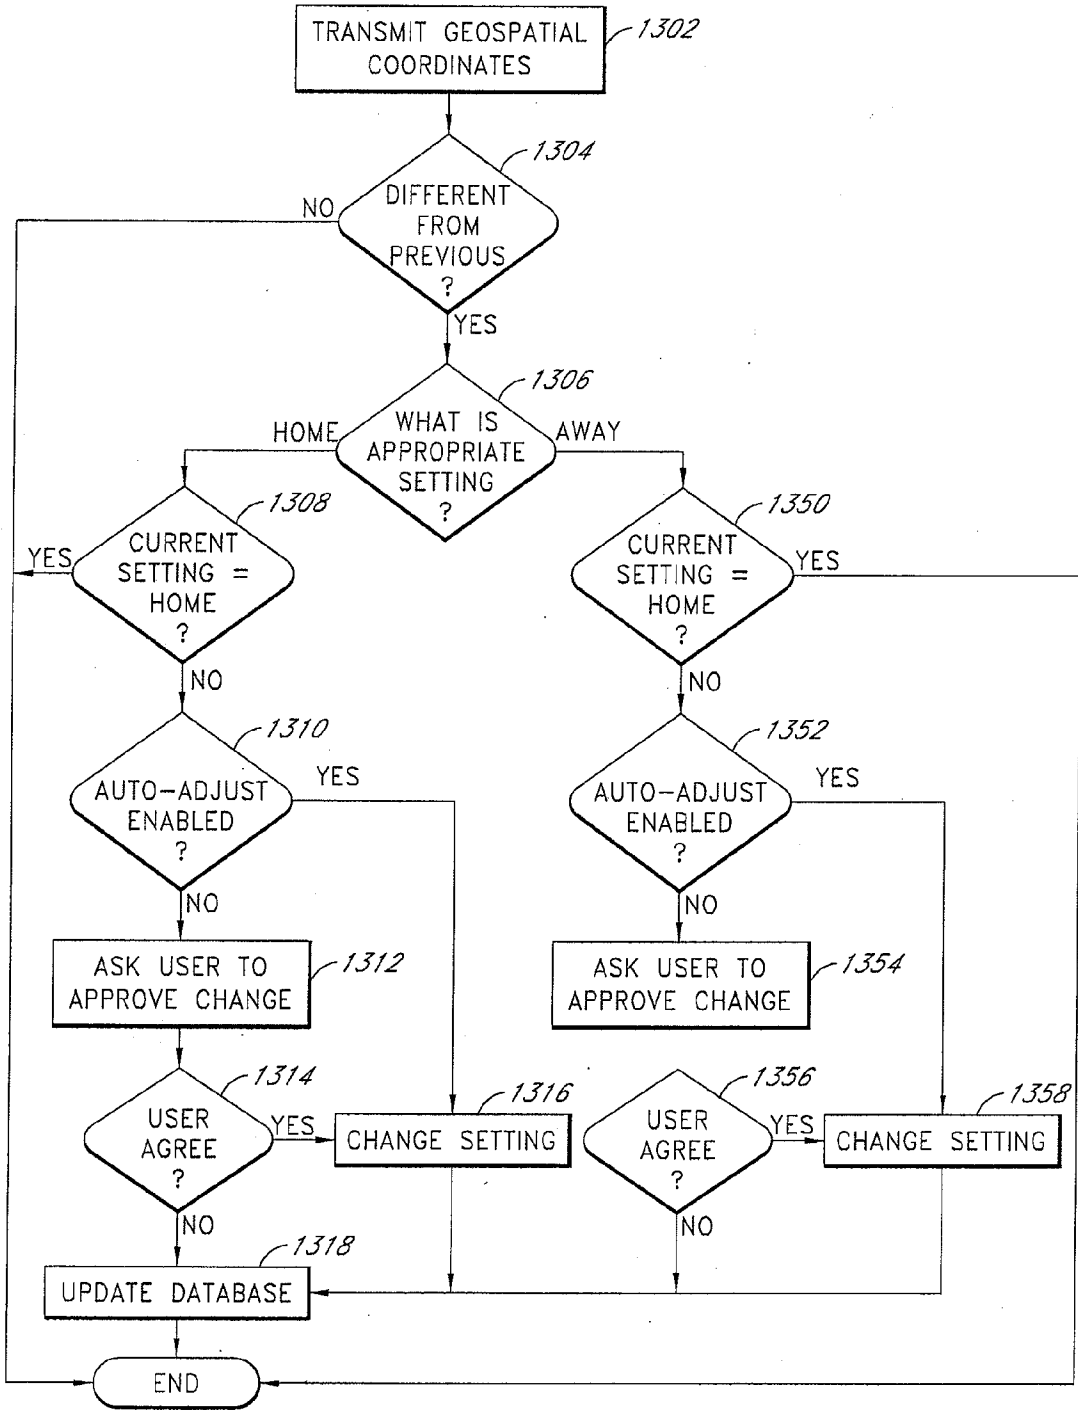 TRANSMIT GEOSPATIAL
COORDINATES
1302
1304
DIFFERENT
FROM
PREVIOUS
?
NO
YES
1306
WHAT IS
APPROPRIATE
SETTING
?
HOME
AWAY
1308
CURRENT
SETTING =
HOME
?
YES
NO
1350
CURRENT
SETTING =
HOME
?
YES
NO
1310
AUTO-ADJUST
ENABLED
?
YES
NO
1352
AUTO-ADJUST
ENABLED
?
YES
NO
ASK USER TO
APPROVE CHANGE
1312
ASK USER TO
APPROVE CHANGE
1354
1314
USER
AGREE
?
YES
NO
1316
CHANGE SETTING
1356
USER
AGREE
?
YES
NO
1358
CHANGE SETTING
1318
UPDATE DATABASE
END